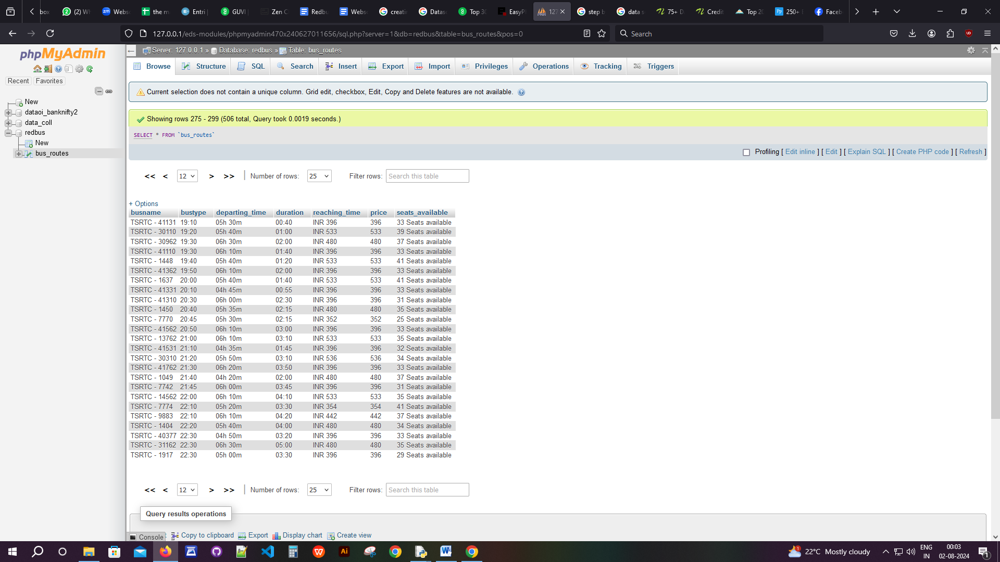 box
(2) Wh
Webse
the m
Entri |
GUVI |
Zen C
Redbu
Webse
creatin
Datase
Top 30
EasyPH
127
step b
data s
75+ D
Credit
Top 20
250+ E
Faceb
127.0.0.1/eds-modules/phpmyadmin470x240627011656/sql.php?server=1&db=redbus&table=bus_routes&pos=0
Search
phpMyAdmin
Recent Favorites
New
dataoi_banknifty2
data_coll
redbus
New
bus_routes
Server: 127.0.0.1 » Database: redbus » Table: bus_routes
Browse Structure SQL Search Insert Export Import Privileges Operations Tracking Triggers
Current selection does not contain a unique column. Grid edit, checkbox, Edit, Copy and Delete features are not available.
Showing rows 275 - 299 (506 total, Query took 0.0019 seconds.)
SELECT * FROM `bus_routes`
Profiling [ Edit inline ] [ Edit ] [ Explain SQL ] [ Create PHP code ] [ Refresh ]
<< < 12 > >> Number of rows: 25 Filter rows: Search this table
+ Options
busname bustype departing_time duration reaching_time price seats_available
TSRTC - 41131 19:10 05h 30m 00:40 INR 396 396 33 Seats available
TSRTC - 30110 19:20 05h 40m 01:00 INR 533 533 39 Seats available
TSRTC - 30962 19:30 06h 30m 02:00 INR 480 480 37 Seats available
TSRTC - 41110 19:30 06h 10m 01:40 INR 396 396 33 Seats available
TSRTC - 1448 19:40 05h 40m 01:20 INR 533 533 41 Seats available
TSRTC - 41362 19:50 06h 10m 02:00 INR 396 396 33 Seats available
TSRTC - 1637 20:00 05h 40m 01:40 INR 533 533 41 Seats available
TSRTC - 41331 20:10 04h 45m 00:55 INR 396 396 33 Seats available
TSRTC - 41310 20:30 06h 00m 02:30 INR 396 396 31 Seats available
TSRTC - 1450 20:40 05h 35m 02:15 INR 480 480 35 Seats available
TSRTC - 7770 20:45 05h 30m 02:15 INR 352 352 25 Seats available
TSRTC - 41562 20:50 06h 10m 03:00 INR 396 396 33 Seats available
TSRTC - 13762 21:00 06h 10m 03:10 INR 533 533 35 Seats available
TSRTC - 41531 21:10 04h 35m 01:45 INR 396 396 32 Seats available
TSRTC - 30310 21:20 05h 50m 03:10 INR 536 536 34 Seats available
TSRTC - 41762 21:30 06h 20m 03:50 INR 396 396 33 Seats available
TSRTC - 1049 21:40 04h 20m 02:00 INR 480 480 37 Seats available
TSRTC - 7742 21:45 06h 00m 03:45 INR 396 396 31 Seats available
TSRTC - 14562 22:00 06h 10m 04:10 INR 533 533 35 Seats available
TSRTC - 7774 22:10 05h 20m 03:30 INR 354 354 41 Seats available
TSRTC - 9883 22:10 06h 10m 04:20 INR 442 442 37 Seats available
TSRTC - 1404 22:20 05h 40m 04:00 INR 480 480 34 Seats available
TSRTC - 40377 22:30 04h 50m 03:20 INR 396 396 33 Seats available
TSRTC - 31162 22:30 06h 30m 05:00 INR 480 480 35 Seats available
TSRTC - 1917 22:30 05h 00m 03:30 INR 396 396 29 Seats available
<< < 12 > >> Number of rows: 25 Filter rows: Search this table
Query results operations
Console Copy to clipboard Export Display chart Create view
22°C Mostly cloudy
ENG
IN
00:03
02-08-2024